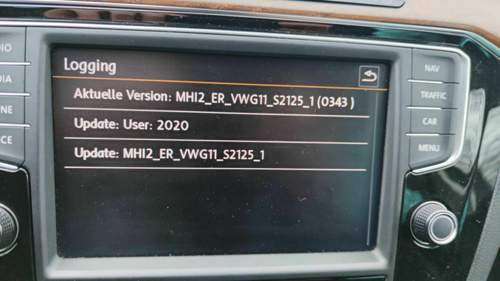 Logging
Aktuelle Version: MHI2_ER_VWG11_S2125_1 (0343 )
Update: User: 2020
Update: MHI2_ER_VWG11_S2125_1
NAV
TRAFFIC
CAR
MENU